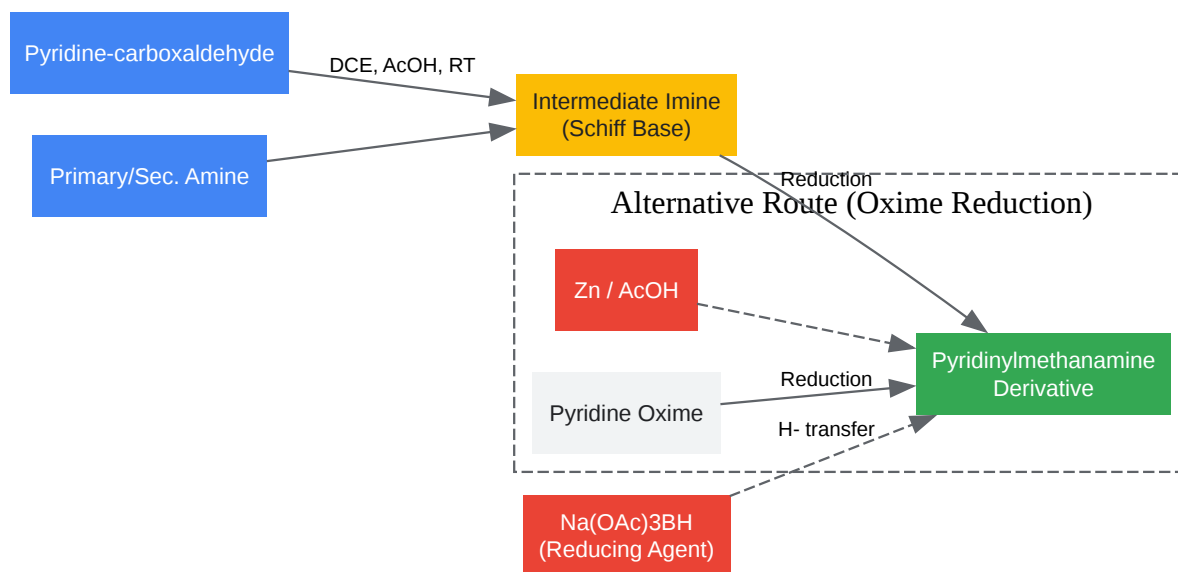 Pyridine-carboxaldehyde
DCE, AcOH, RT
Intermediate Imine
(Schiff Base)
Primary/Sec. Amine
Reduction
Alternative Route (Oxime Reduction)
Zn / AcOH
Pyridinylmethanamine
Derivative
Reduction
Pyridine Oxime
H- transfer
Na(OAc)3BH
(Reducing Agent)